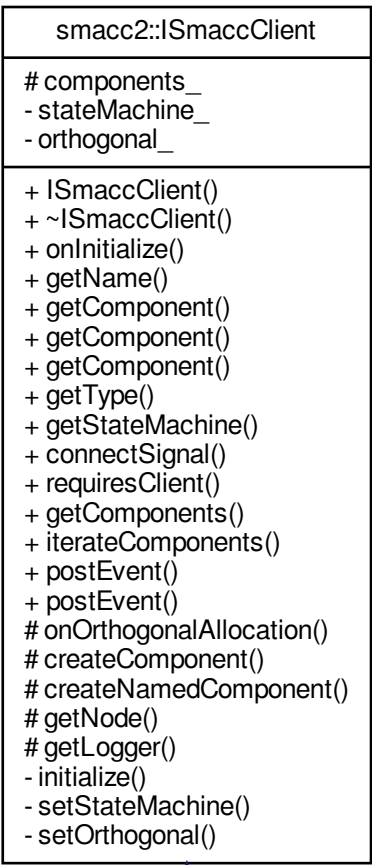 smacc2::ISmaccClient
# components_
- stateMachine_
- orthogonal_
+ ISmaccClient()
+ ~ISmaccClient()
+ onInitialize()
+ getName()
+ getComponent()
+ getComponent()
+ getComponent()
+ getType()
+ getStateMachine()
+ connectSignal()
+ requiresClient()
+ getComponents()
+ iterateComponents()
+ postEvent()
+ postEvent()
# onOrthogonalAllocation()
# createComponent()
# createNamedComponent()
# getNode()
# getLogger()
- initialize()
- setStateMachine()
- setOrthogonal()